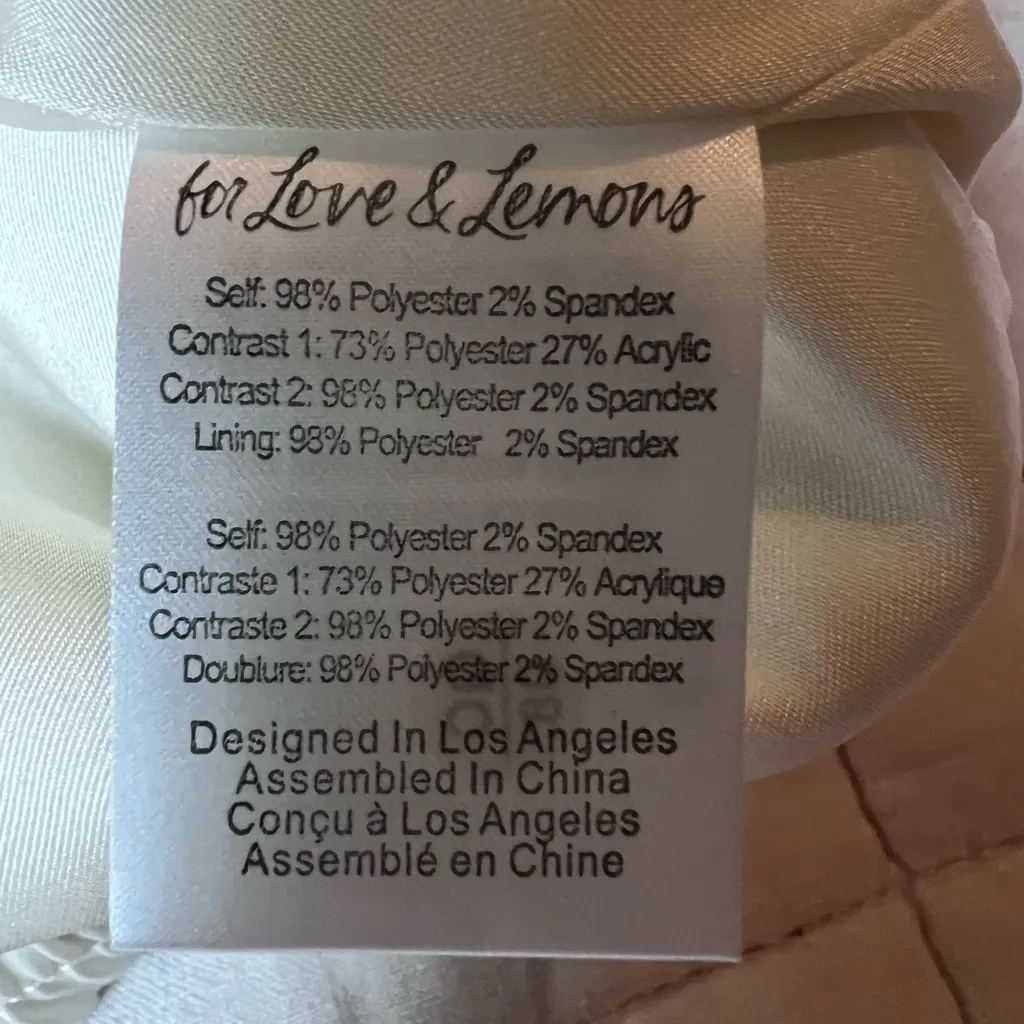 for Love & Lemons
Self: 98% Polyester 2% Spandex
Contrast 1: 73% Polyester 27% Acrylic
Contrast 2: 98% Polyester 2% Spandex
Lining: 98% Polyester 2% Spandex
Self: 98% Polyester 2% Spandex
Contraste 1: 73% Polyester 27% Acrylique
Contraste 2: 98% Polyester 2% Spandex
Doublure: 98% Polyester 2% Spandex
Designed In Los Angeles
Assembled In China
Conçu à Los Angeles
Assemblé en Chine